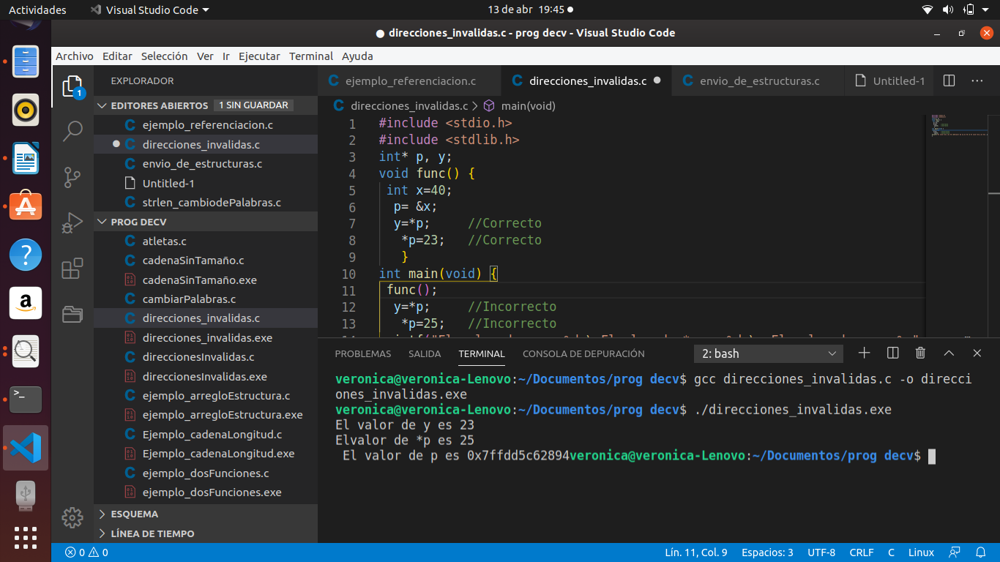 Actividades Visual Studio Code 13 de abr 19:45
direcciones_invalidas.c - prog decv - Visual Studio Code
Archivo Editar Selección Ver Ir Ejecutar Terminal Ayuda
EXPLORADOR
1
EDITORES ABIERTOS 1 SIN GUARDAR
ejemplo_referenciacion.c
direcciones_invalidas.c
envio_de_estructuras.c
Untitled-1
strlen_cambiodePalabras.c
PROG DECV
atletas.c
cadenaSinTamaño.c
cadenaSinTamaño.exe
cambiarPalabras.c
direcciones_invalidas.c
direcciones_invalidas.exe
direccionesInvalidas.c
direccionesInvalidas.exe
ejemplo_arregloEstructura.c
ejemplo_arregloEstructura.exe
Ejemplo_cadenaLongitud.c
Ejemplo_cadenaLongitud.exe
ejemplo_dosFunciones.c
ejemplo_dosFunciones.exe
ESQUEMA
LÍNEA DE TIEMPO
ejemplo_referenciacion.c direcciones_invalidas.c envio_de_estructuras.c Untitled-1 ...
direcciones_invalidas.c > main(void)
1 #include <stdio.h>
2 #include <stdlib.h>
3 int* p, y;
4 void func() {
5 int x=40;
6 p= &x;
7 y=*p; //Correcto
8 *p=23; //Correcto
9 }
10 int main(void) {
11 func();
12 y=*p; //Incorrecto
13 *p=25; //Incorrecto
PROBLEMAS SALIDA TERMINAL CONSOLA DE DEPURACIÓN 2: bash
veronica@veronica-Lenovo:~/Documentos/prog decv$ gcc direcciones_invalidas.c -o direcci
ones_invalidas.exe
veronica@veronica-Lenovo:~/Documentos/prog decv$ ./direcciones_invalidas.exe
El valor de y es 23
Elvalor de *p es 25
El valor de p es 0x7ffdd5c62894veronica@veronica-Lenovo:~/Documentos/prog decv$
0 0 Lín. 11, Col. 9 Espacios: 3 UTF-8 CRLF C Linux